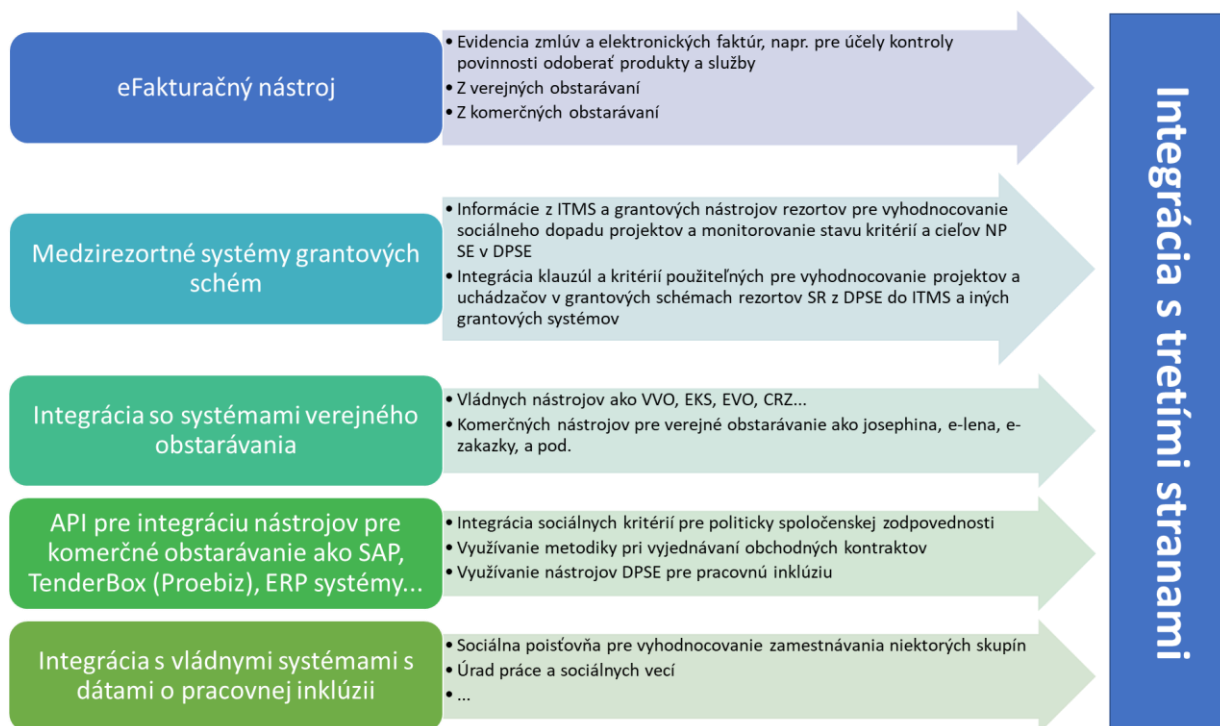 eFakturačný nástroj
• Evidencia zmlúv a elektronických faktúr, napr. pre účely kontroly
povinnosti odoberať produkty a služby
• Z verejných obstarávaní
• Z komerčných obstarávaní
Medzirezortné systémy grantových
schém
• Informácie z ITMS a grantových nástrojov rezortov pre vyhodnocovanie
sociálneho dopadu projektov a monitorovanie stavu kritérií a cieľov NP
SE v DPSE
• Integrácia klauzúl a kritérií použiteľných pre vyhodnocovanie projektov a
uchádzačov v grantových schémach rezortov SR z DPSE do ITMS a iných
grantových systémov
Integrácia so systémami verejného
obstarávania
• Vládnych nástrojov ako VVO, EKS, EVO, CRZ...
• Komerčných nástrojov pre verejné obstarávanie ako josephina, e-lena, e-
zakazky, a pod.
API pre integráciu nástrojov pre
komerčné obstarávanie ako SAP,
TenderBox (Proebiz), ERP systémy...
• Integrácia sociálnych kritérií pre politicky spoločenskej zodpovednosti
• Využívanie metodiky pri vyjednávaní obchodných kontraktov
• Využívanie nástrojov DPSE pre pracovnú inklúziu
Integrácia s vládnymi systémami s
dátami o pracovnej inklúzii
• Sociálna poisťovňa pre vyhodnocovanie zamestnávania niektorých skupín
• Úrad práce a sociálnych vecí
• ...
Integrácia s tretími stranami